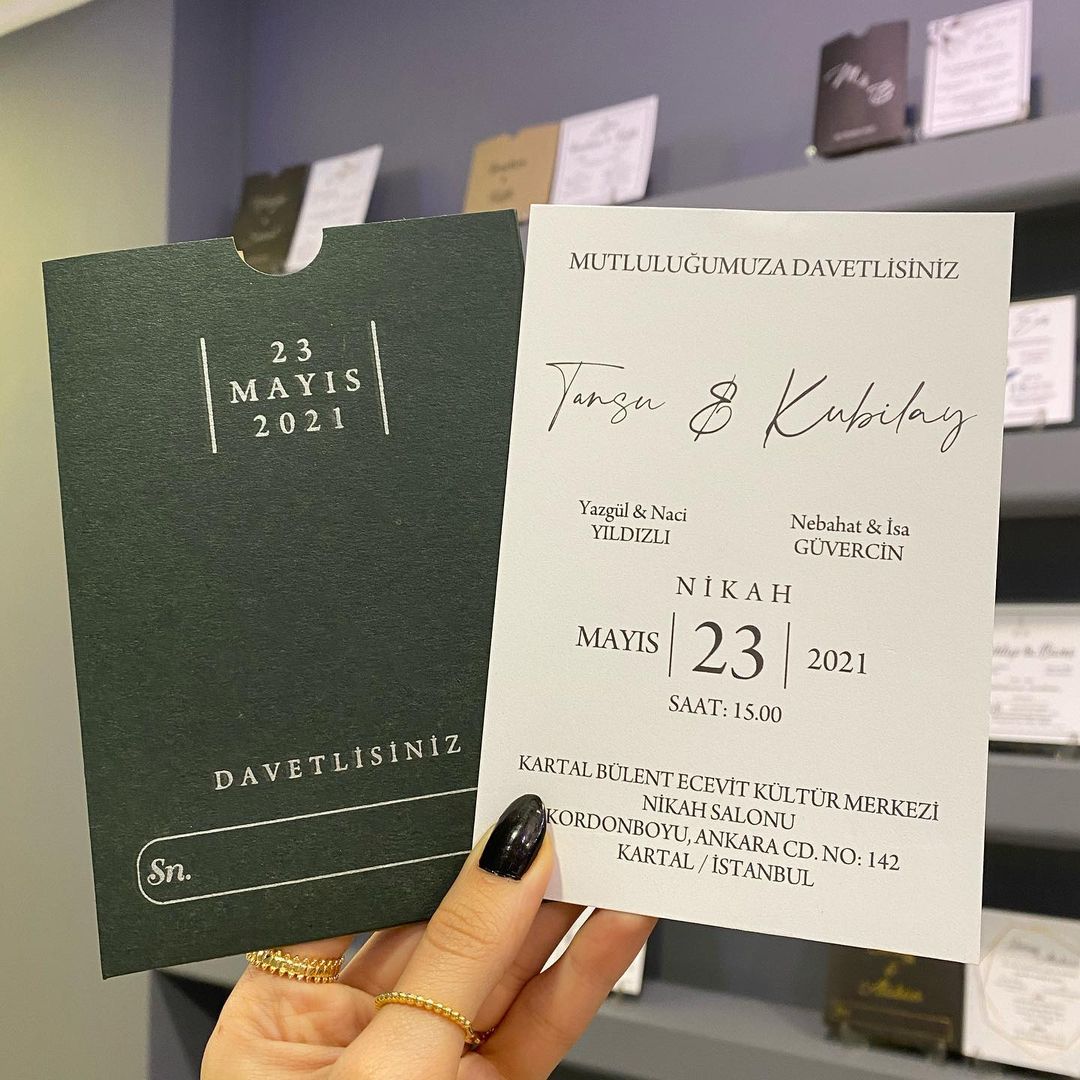 23
MAYIS
2021
DAVETLİSİNİZ
Sn.
MUTLULUĞUMUZA DAVETLİSİNİZ
Tansu & Kubilay
Yazgül & Naci
YILDIZLI
Nebahat & İsa
GÜVERCİN
NİKAH
MAYIS 23 2021
SAAT: 15.00
KARTAL BÜLENT ECEVİT KÜLTÜR MERKEZİ
NİKAH SALONU
KORDONBOYU, ANKARA CD. NO: 142
KARTAL / İSTANBUL